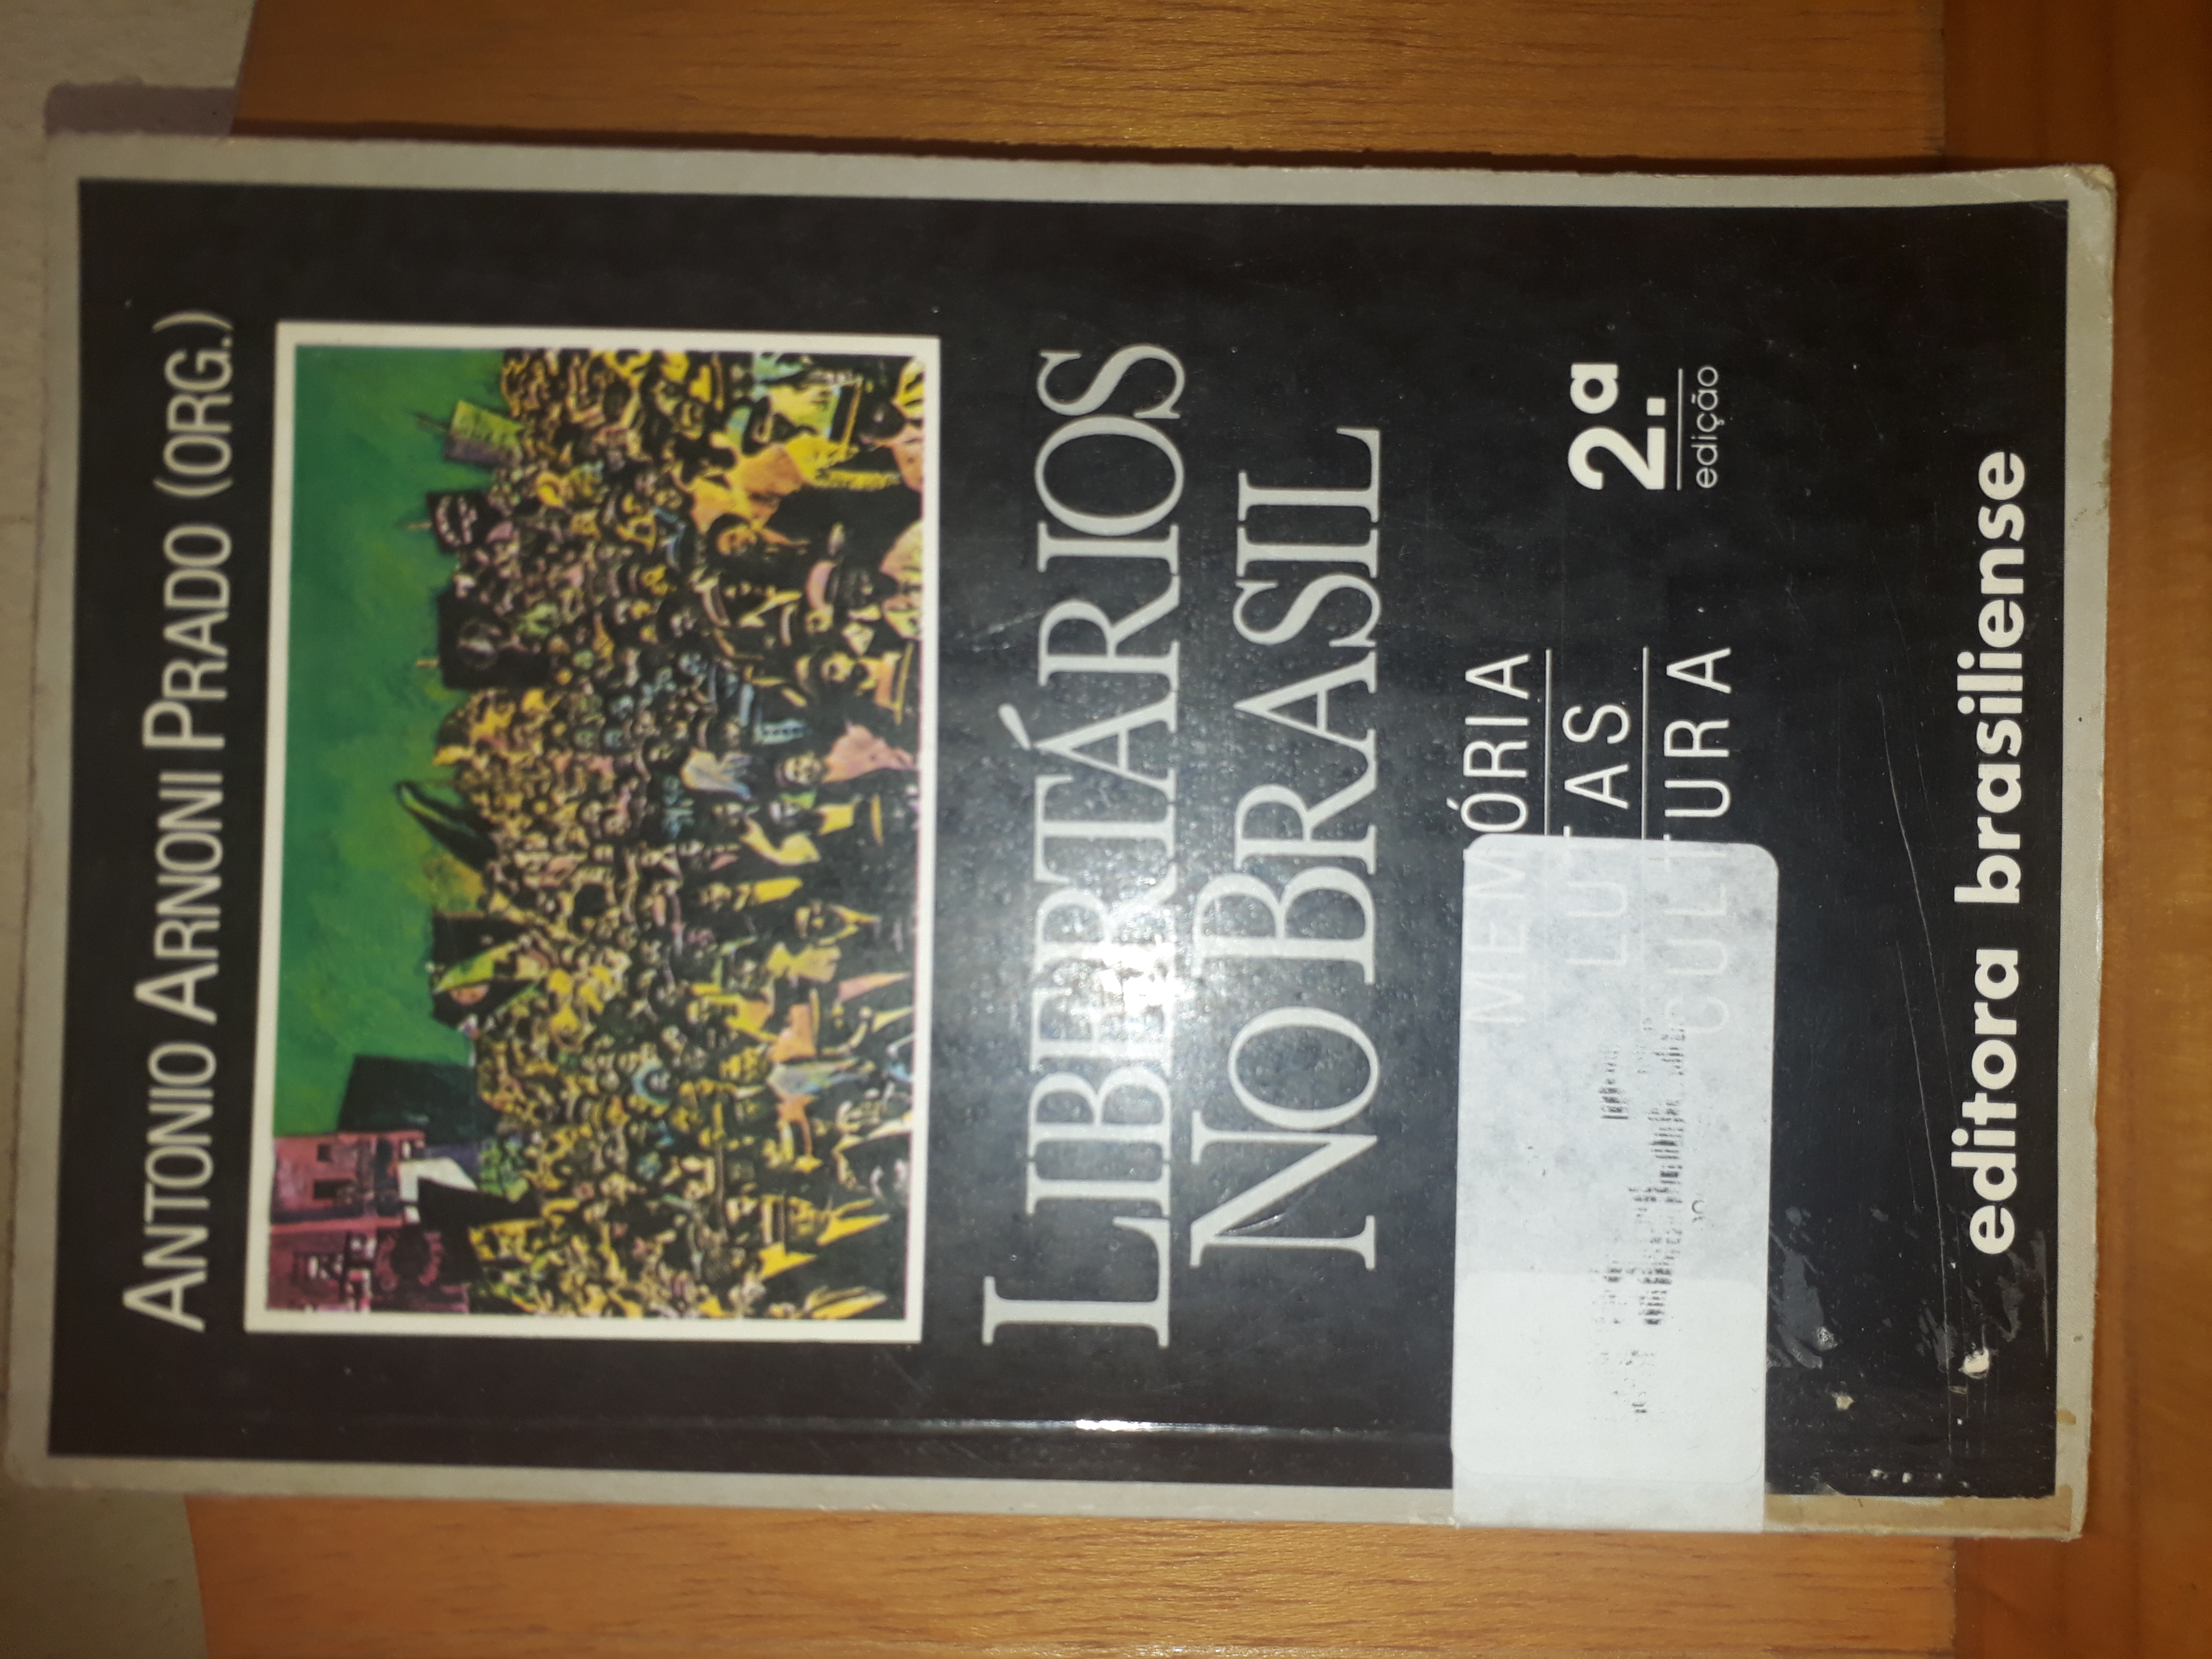 ANTONIO ARNONI PRADO (ORG.)
LIBERTÁRIOS
NO BRASIL
MEMÓRIA
LUTAS
CULTURA
2.ª
edição
editora brasiliense